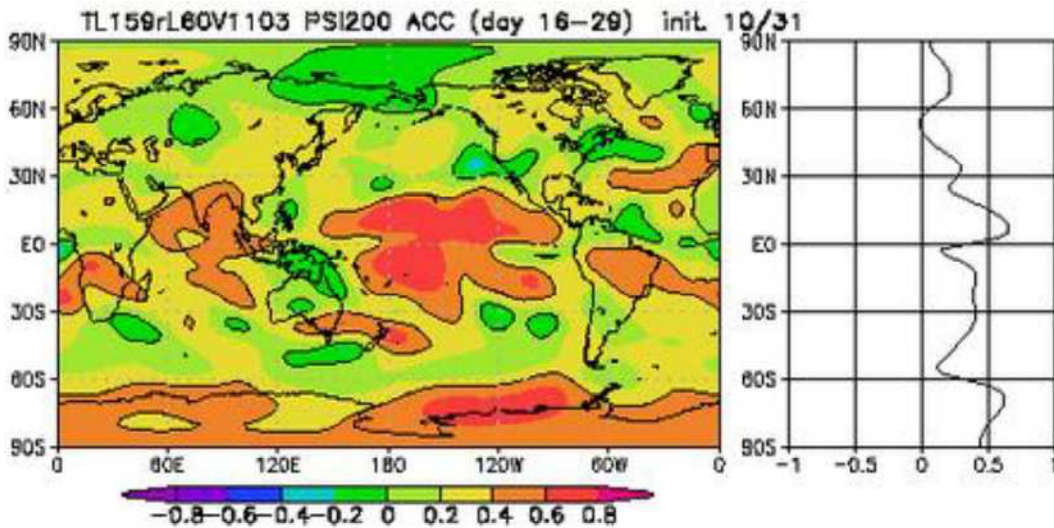 TL159rL60V1103 PSI200 ACC (day 16-29) init. 10/31
90N 90N
60N 60N
30N 30N
EQ EQ
30S 30S
60S 60S
90S 90S
0 60E 120E 180 120W 60W 0 -1 -0.5 0 0.5 1
-0.8 -0.6 -0.4 -0.2 0 0.2 0.4 0.6 0.8